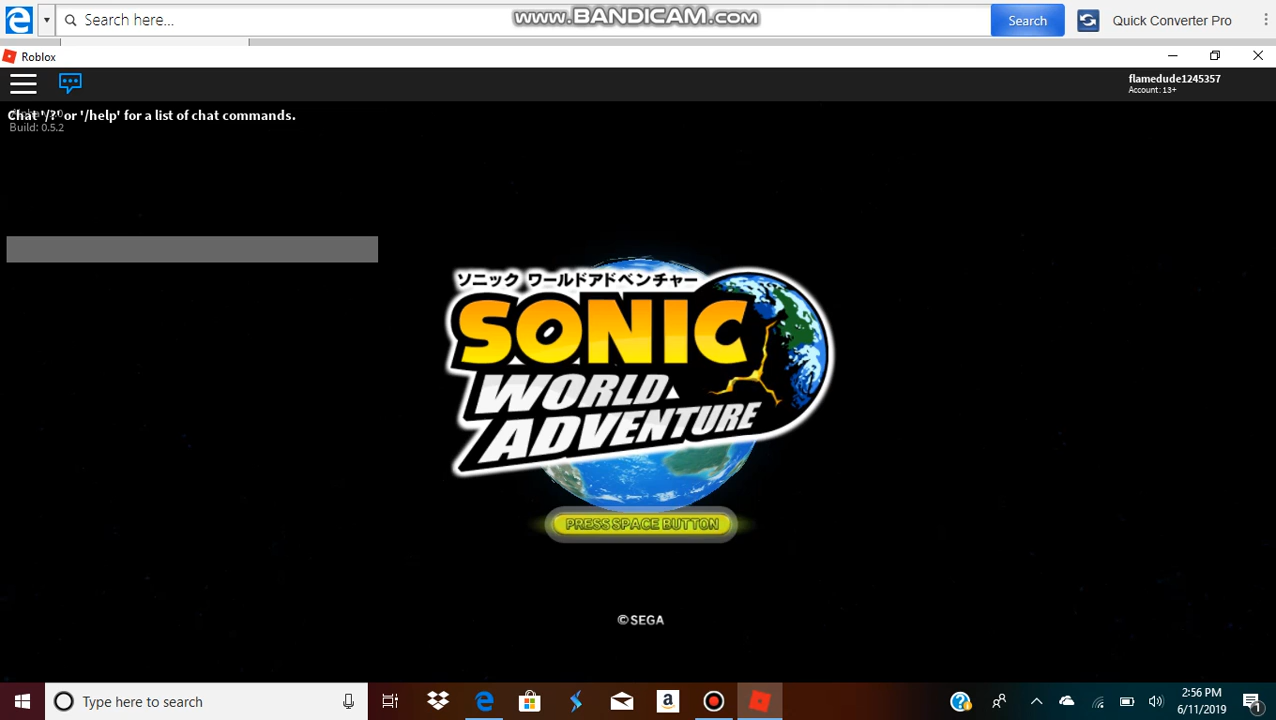 Search here...
www.BANDICAM.com
Search
Quick Converter Pro
Roblox
flamedude1245357
Account: 13+
Chat '/?' or '/help' for a list of chat commands.
Build: 0.5.2
ソニック ワールドアドベンチャー
SONIC
WORLD
ADVENTURE
PRESS SPACE BUTTON
©SEGA
Type here to search
2:56 PM
6/11/2019
1